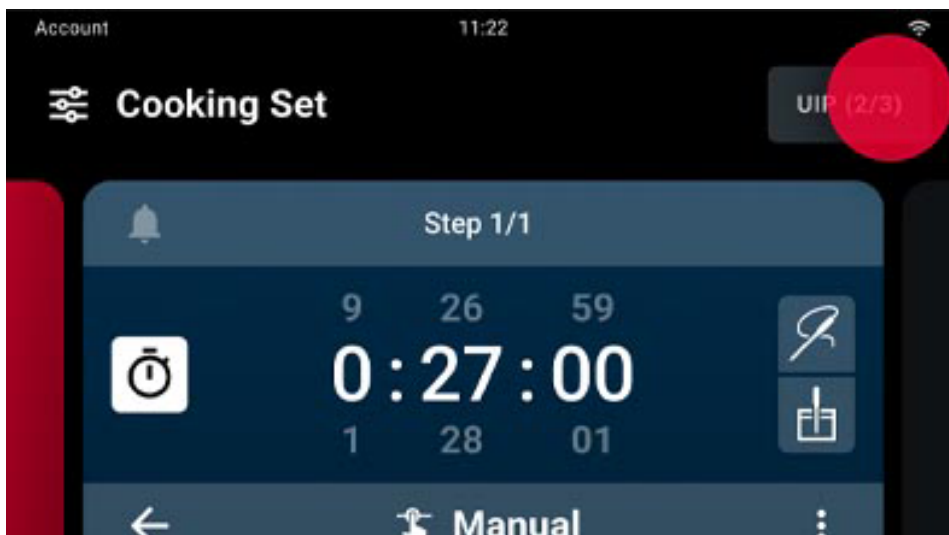 Account 11:22
Cooking Set UIP (2/3)
Step 1/1
9 26 59
0 : 27 : 00
1 28 01
Manual